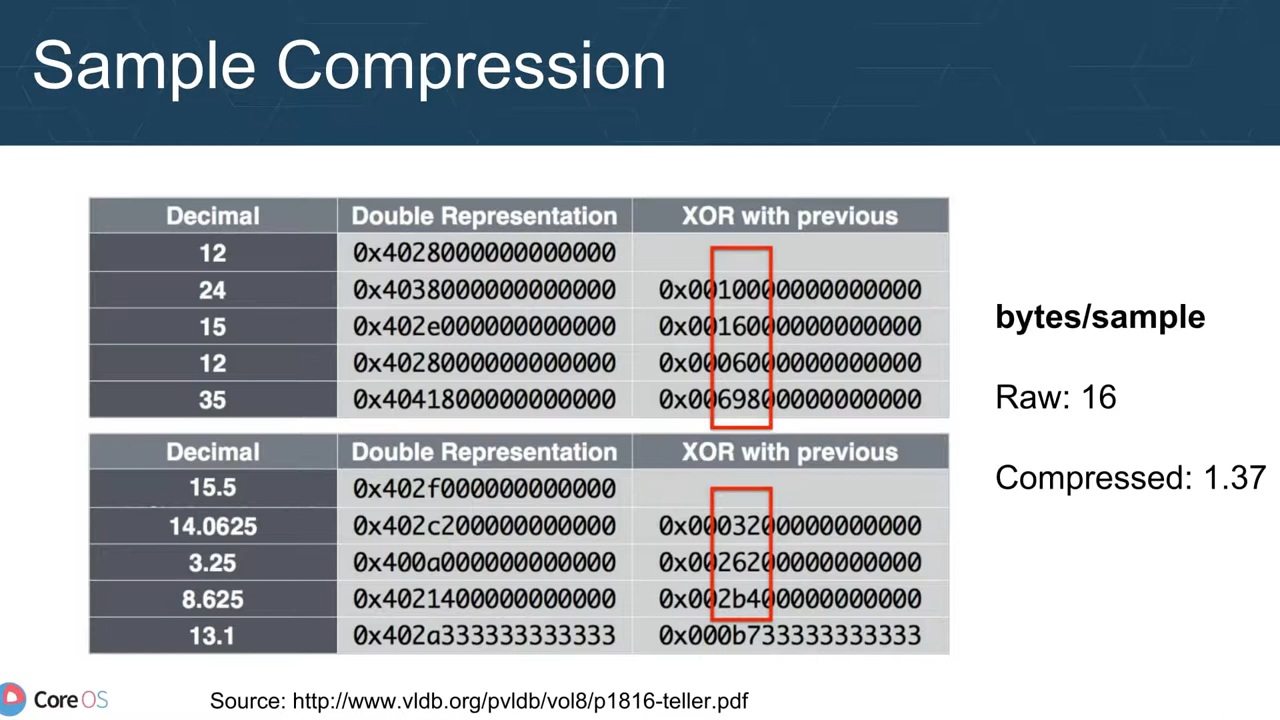 Sample Compression
Decimal Double Representation XOR with previous
12 0x4028000000000000
24 0x4038000000000000 0x0010000000000000
15 0x402e000000000000 0x0016000000000000
12 0x4028000000000000 0x0006000000000000
35 0x4041800000000000 0x0069800000000000
Decimal Double Representation XOR with previous
15.5 0x402f000000000000
14.0625 0x402c200000000000 0x0003200000000000
3.25 0x400a000000000000 0x0026200000000000
8.625 0x4021400000000000 0x002b400000000000
13.1 0x402a333333333333 0x000b733333333333
bytes/sample
Raw: 16
Compressed: 1.37
CoreOS
Source: http://www.vldb.org/pvldb/vol8/p1816-teller.pdf